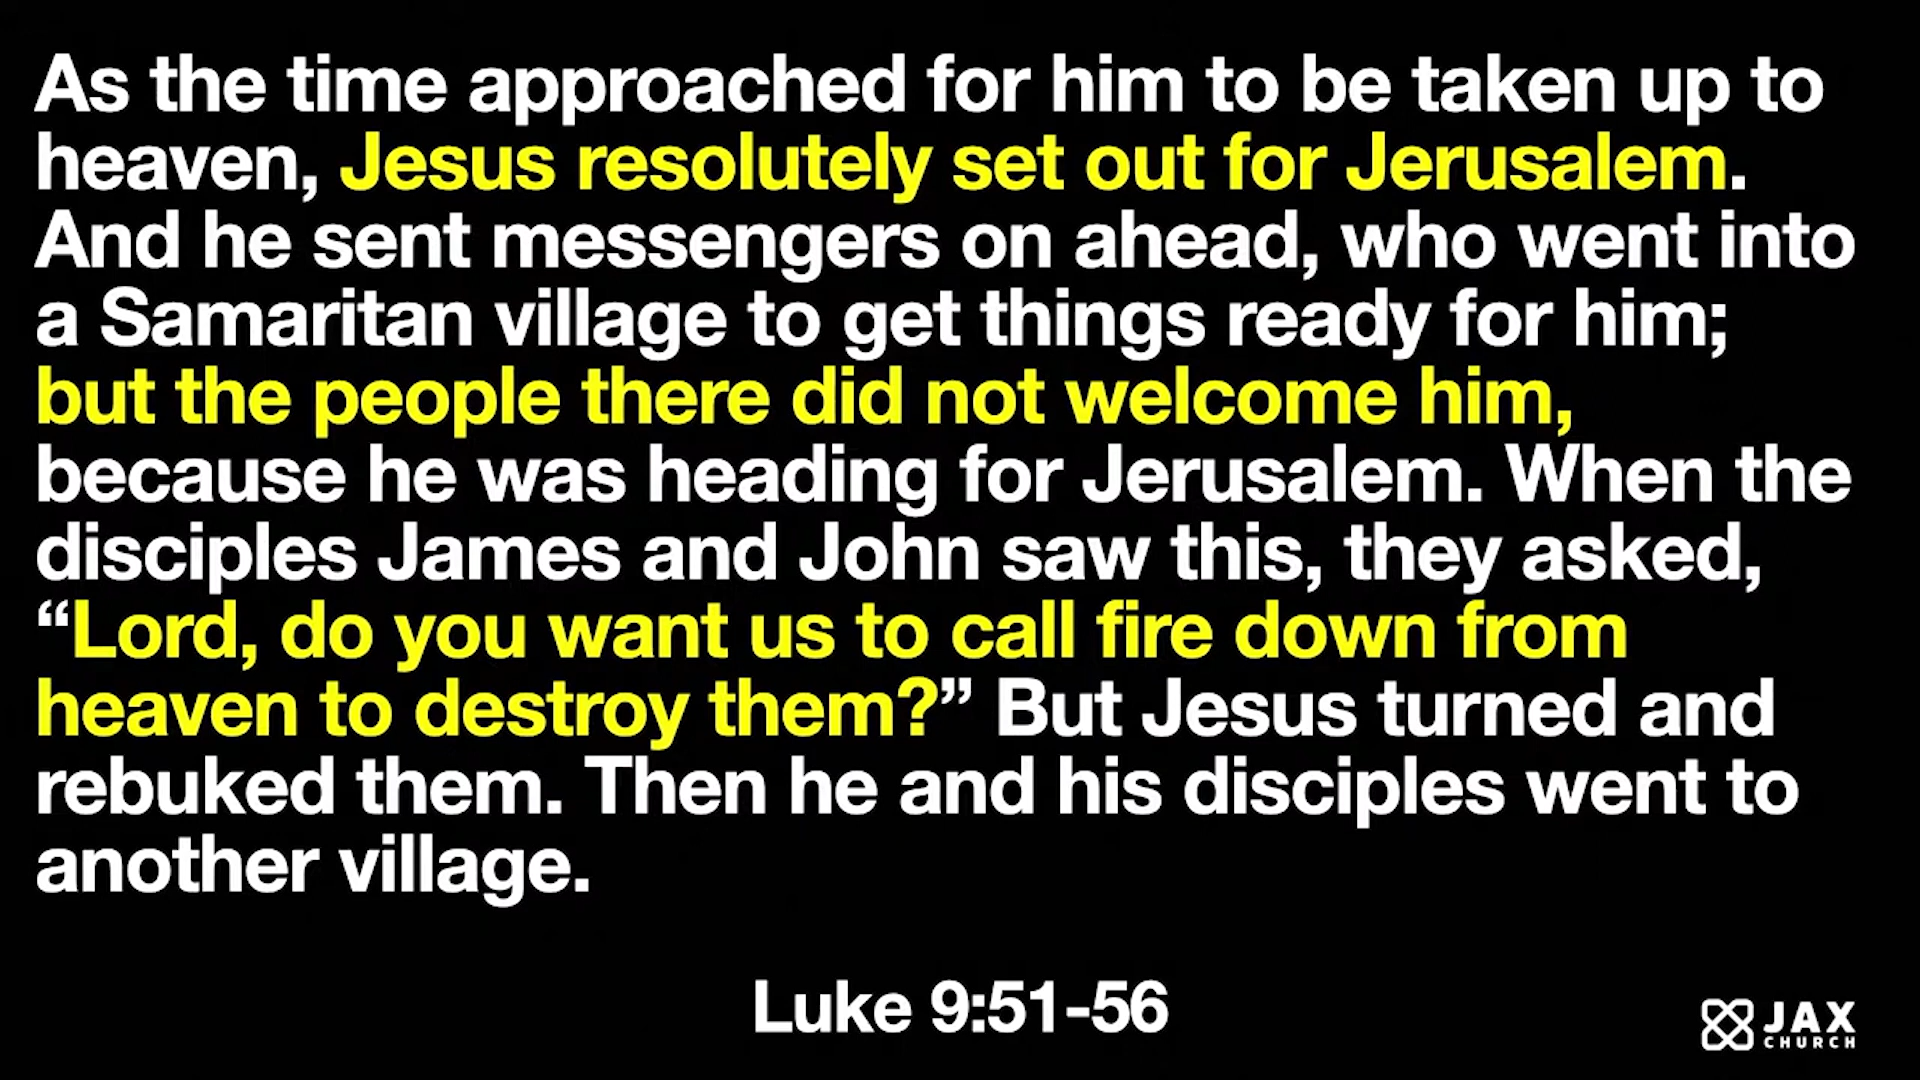 As the time approached for him to be taken up to
heaven, Jesus resolutely set out for Jerusalem.
And he sent messengers on ahead, who went into
a Samaritan village to get things ready for him;
but the people there did not welcome him,
because he was heading for Jerusalem. When the
disciples James and John saw this, they asked,
“Lord, do you want us to call fire down from
heaven to destroy them?” But Jesus turned and
rebuked them. Then he and his disciples went to
another village.
Luke 9:51-56
JAX
CHURCH